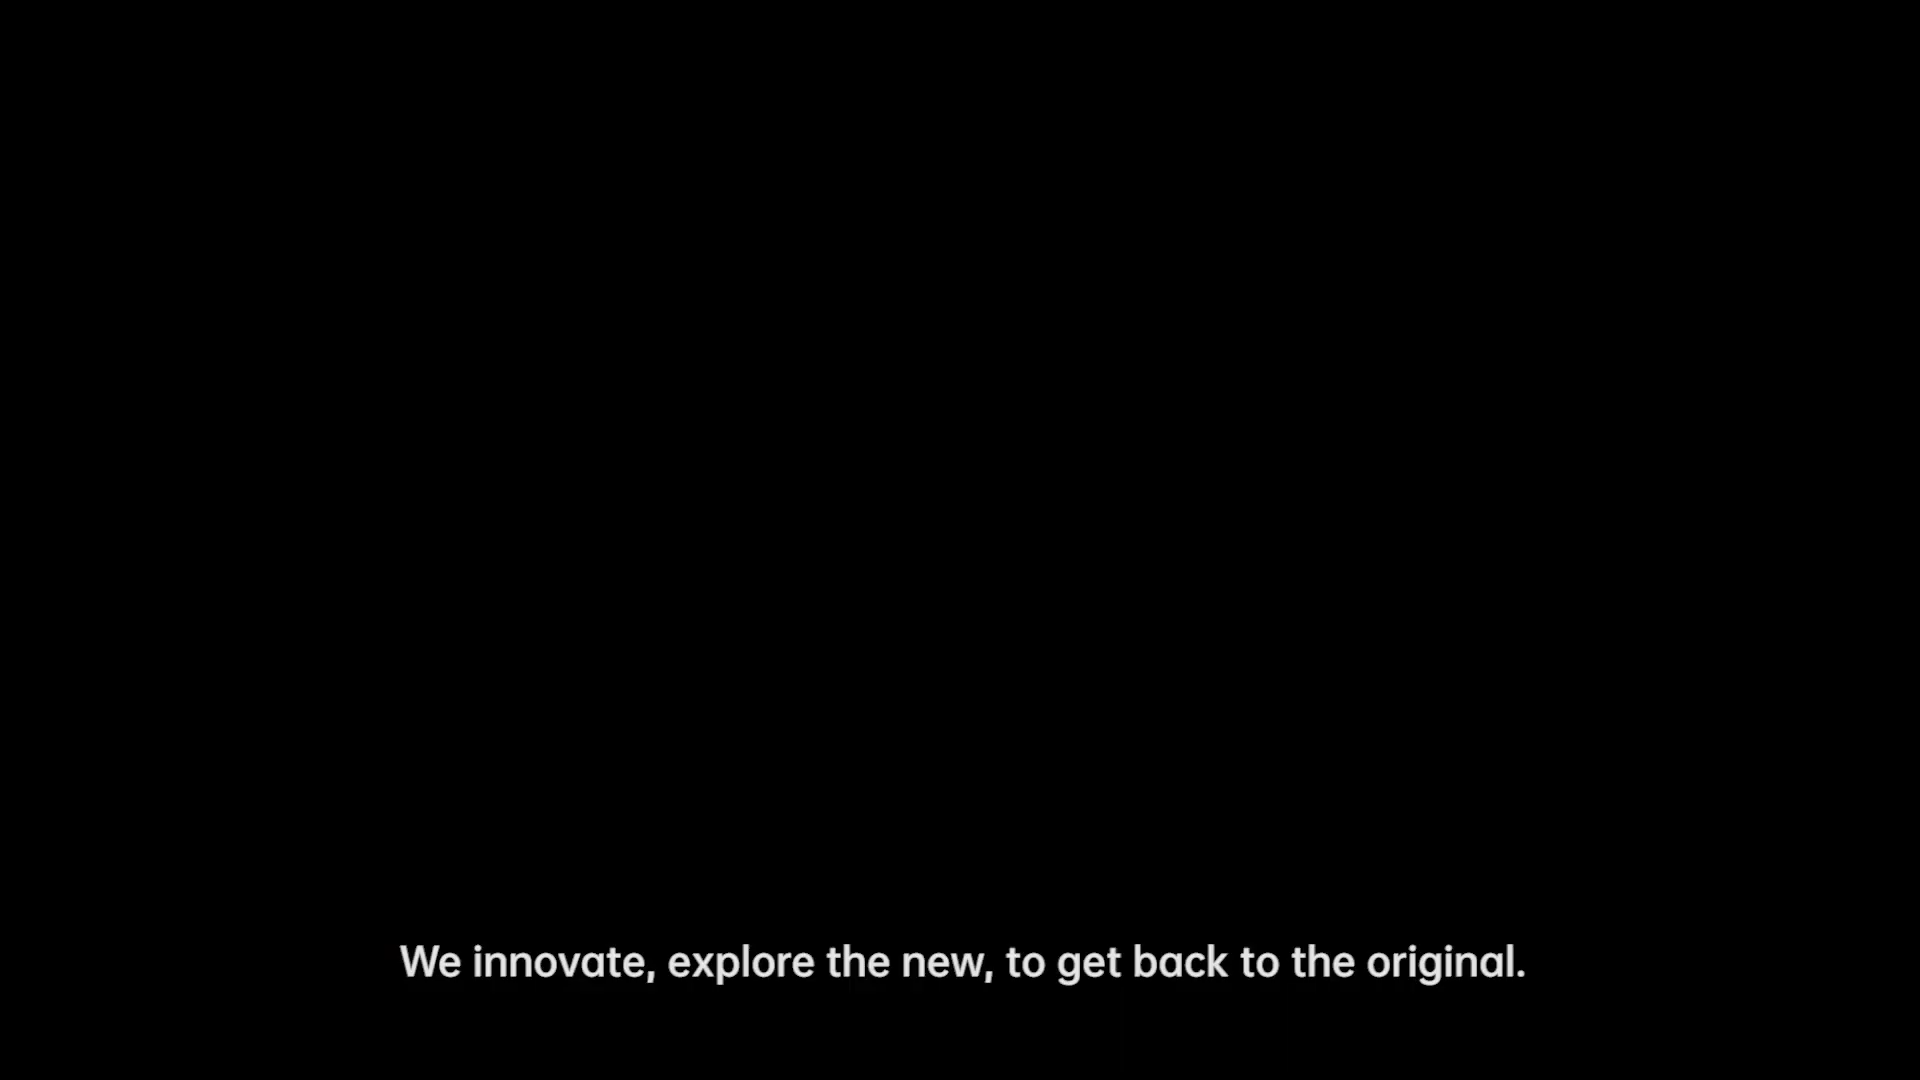 We innovate, explore the new, to get back to the original.